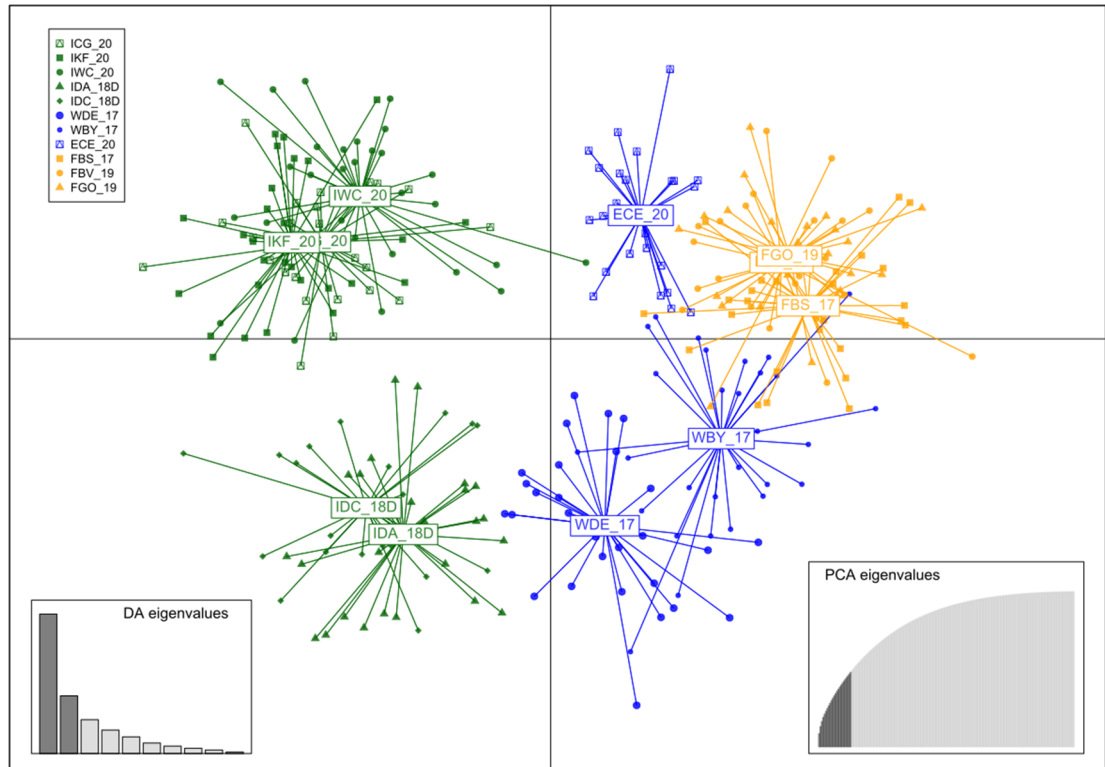 ICG_20
IKF_20
IWC_20
IDA_18D
IDC_18D
WDE_17
WBY_17
ECE_20
FBS_17
FBV_19
FGO_19
IWC_20
ECE_20
IKF_20
_20
FGO_19
FBS_17
WBY_17
IDC_18D
WDE_17
IDA_18D
PCA eigenvalues
DA eigenvalues